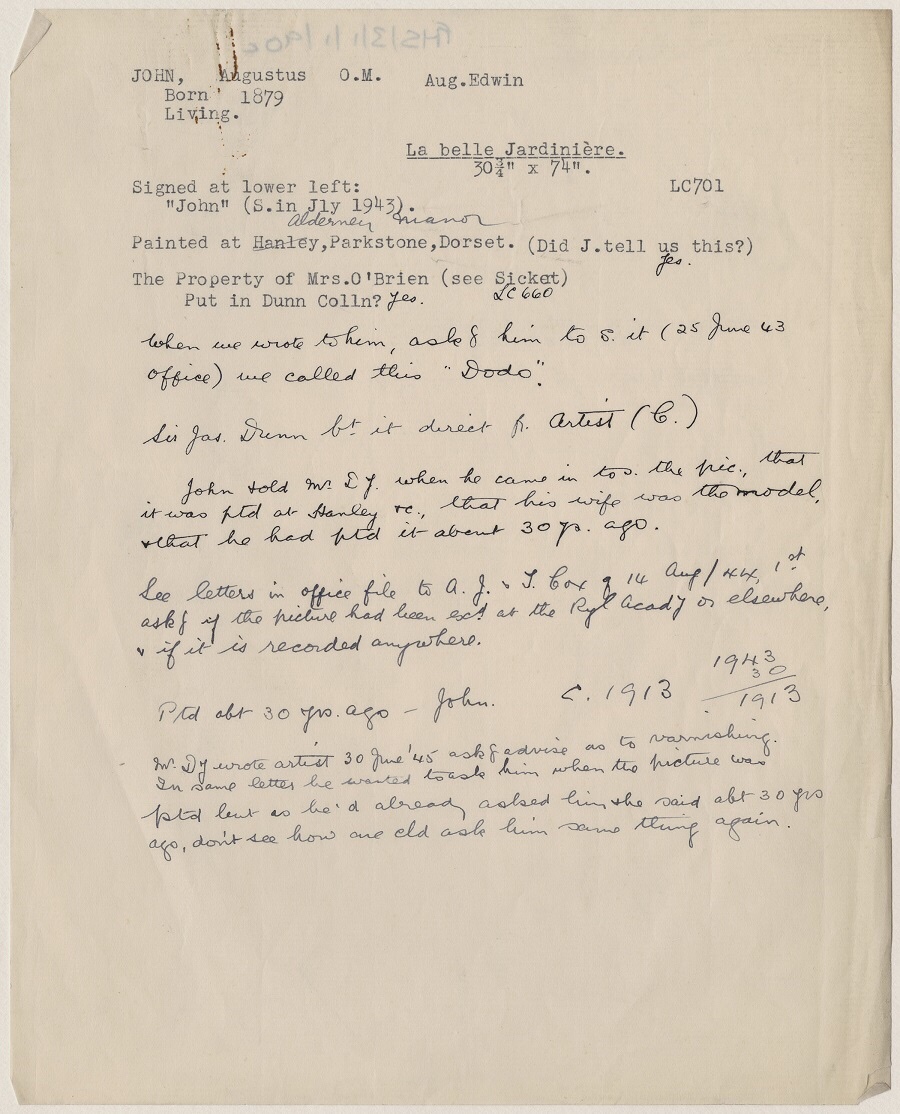 JOHN, Augustus O.M. Aug.Edwin
Born 1879
Living.
La belle Jardinière.
30¾" x 74".
Signed at lower left: LC701
"John" (S.in Jly 1943).
Alderney Manor
Painted at Hanley,Parkstone,Dorset. (Did J.tell us this?)
Yes.
The Property of Mrs.O'Brien (see Sicket)
Put in Dunn Colln? Yes. LC660
When we wrote to him, askg him to S. it (25 June 43
office) we called this "Dodo".
Sir Jas. Dunn bt it direct fr. Artist (C.)
John told Mr DJ. when he came in to S. the pic., that
it was ptd at Hanley &c., that his wife was the model,
& that he had ptd it about 30 yrs. ago.
See letters in office file to A. J. & T. Cox of 14 Aug/44, 1st
askg if the picture had been exd at the Ryl Acady or elsewhere,
& if it is recorded anywhere.
1943
30
Ptd abt 30 yrs. ago - John. C. 1913 1913
Mr. DJ wrote artist 30 June '45 askg advise as to varnishing.
In same letter he wanted to ask him when the picture was
ptd but as he'd already asked him & he said abt 30 yrs
ago, don't see how one cld ask him same thing again.